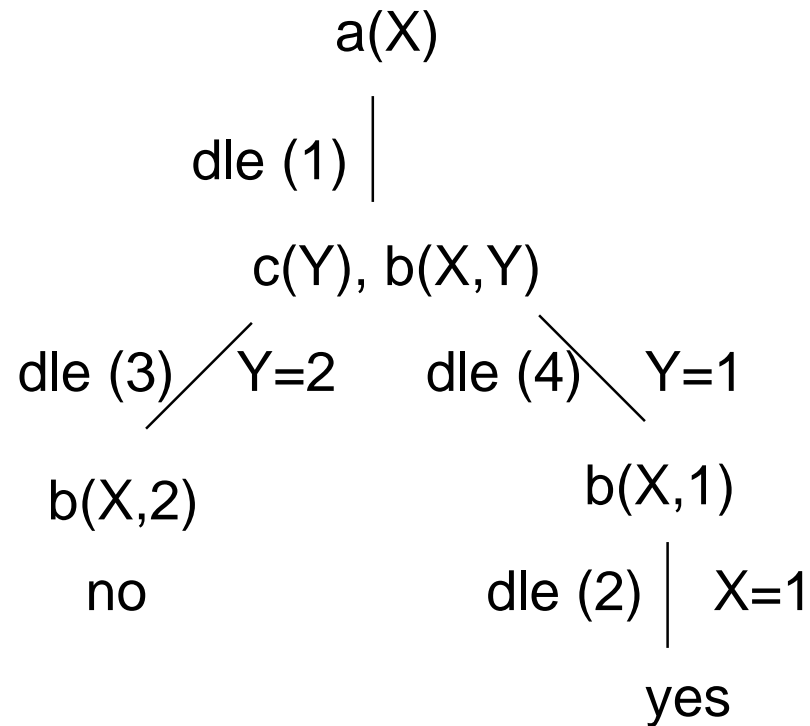 a(X)
dle (1)
c(Y), b(X,Y)
dle (3) Y=2 dle (4) Y=1
b(X,2) b(X,1)
no dle (2) X=1
yes